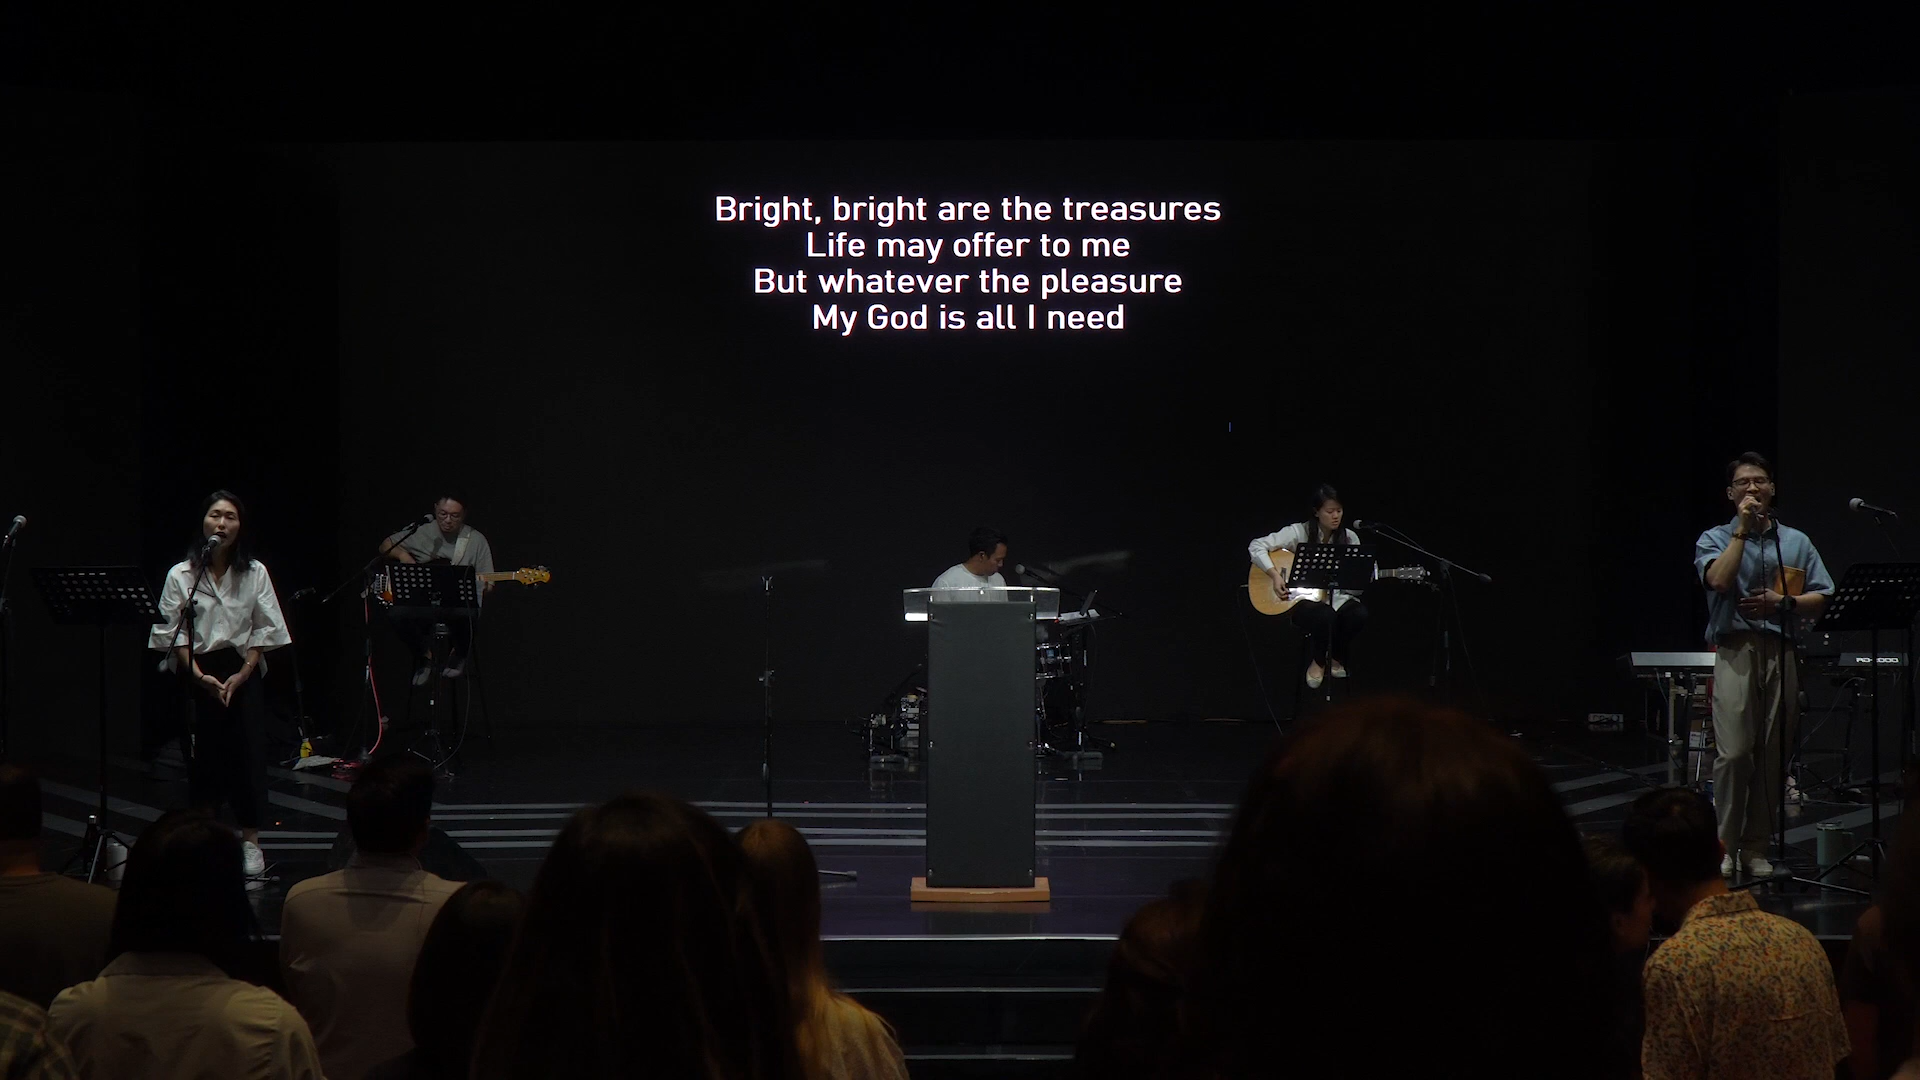 Bright, bright are the treasures
Life may offer to me
But whatever the pleasure
My God is all I need